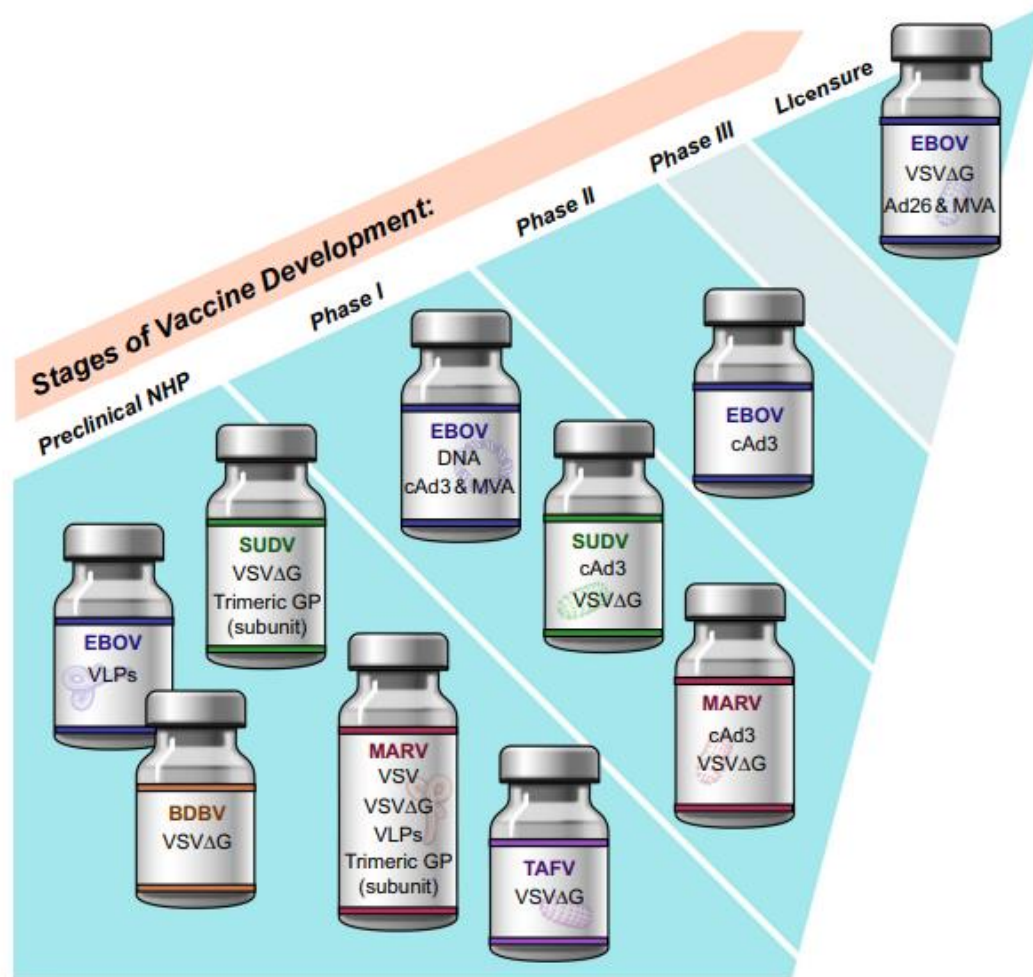 Stages of Vaccine Development:
Preclinical NHP
Phase I
Phase II
Phase III
LIcensure
EBOV
VSVΔG
Ad26 & MVA
EBOV
cAd3
EBOV
DNA
cAd3 & MVA
SUDV
cAd3
VSVΔG
SUDV
VSVΔG
Trimeric GP
(subunit)
EBOV
VLPs
MARV
cAd3
VSVΔG
MARV
VSV
VSVΔG
VLPs
Trimeric GP
(subunit)
BDBV
VSVΔG
TAFV
VSVΔG